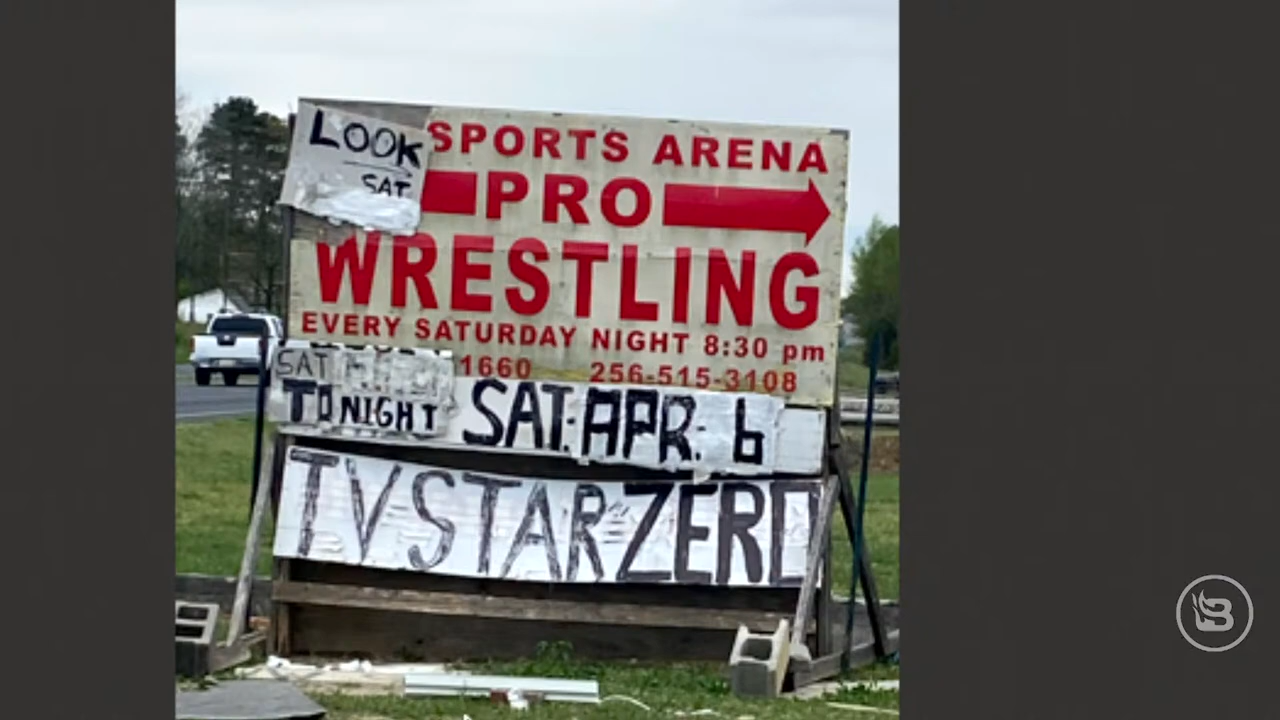 LOOK
SAT
SPORTS ARENA
PRO
WRESTLING
EVERY SATURDAY NIGHT 8:30 pm
SAT
1660 256-515-3108
TONIGHT SAT. APR. 6
TV STAR ZERO
B